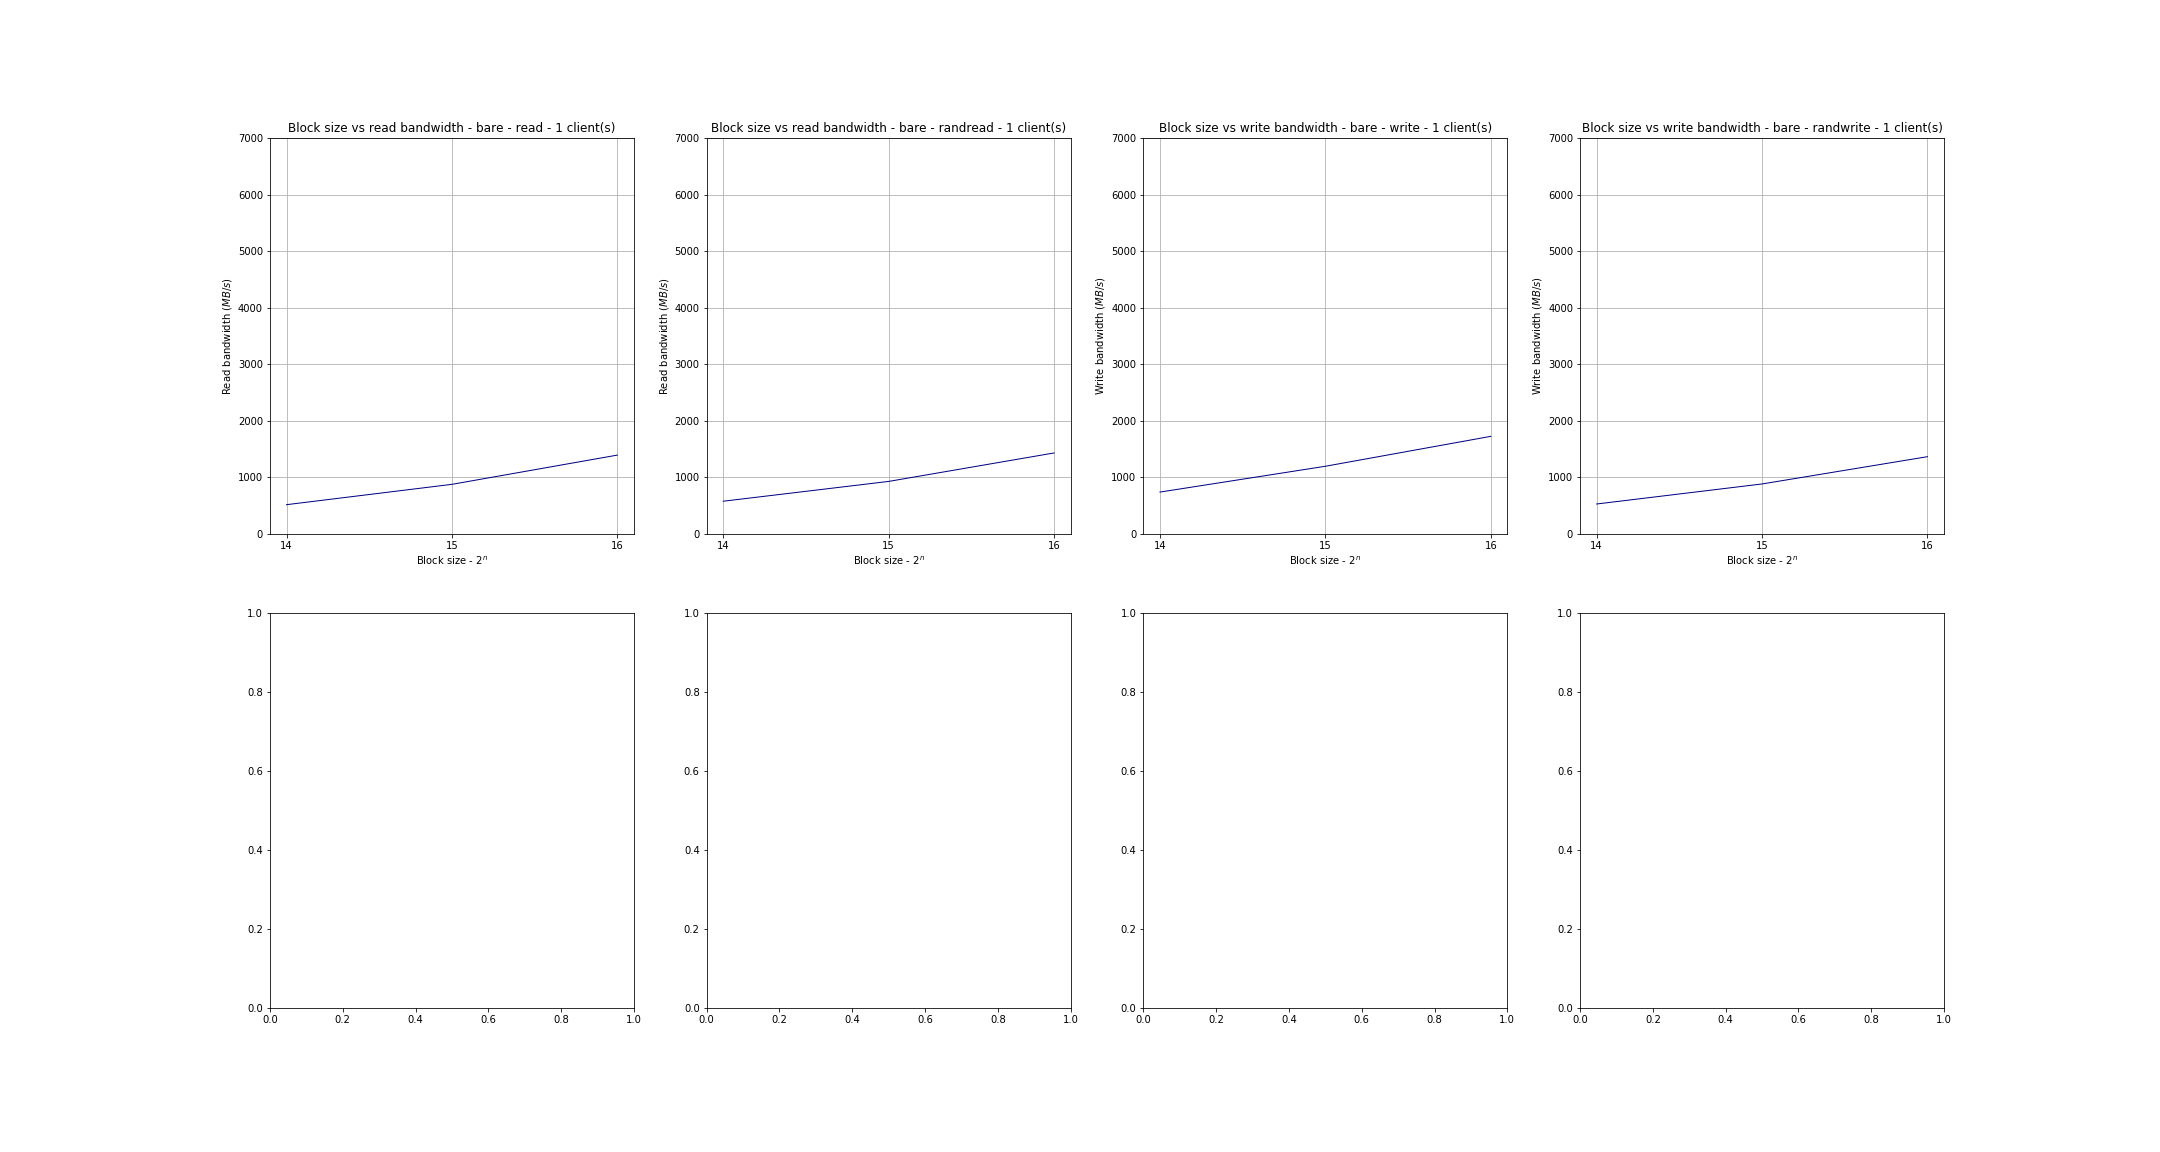 Block size vs read bandwidth - bare - read - 1 client(s)
7000
6000
5000
4000
3000
2000
1000
0
Read bandwidth (MB/s)
14 15 16
Block size - 2ⁿ
Block size vs read bandwidth - bare - randread - 1 client(s)
7000
6000
5000
4000
3000
2000
1000
0
Read bandwidth (MB/s)
14 15 16
Block size - 2ⁿ
Block size vs write bandwidth - bare - write - 1 client(s)
7000
6000
5000
4000
3000
2000
1000
0
Write bandwidth (MB/s)
14 15 16
Block size - 2ⁿ
Block size vs write bandwidth - bare - randwrite - 1 client(s)
7000
6000
5000
4000
3000
2000
1000
0
Write bandwidth (MB/s)
14 15 16
Block size - 2ⁿ
1.0
0.8
0.6
0.4
0.2
0.0
0.0 0.2 0.4 0.6 0.8 1.0
1.0
0.8
0.6
0.4
0.2
0.0
0.0 0.2 0.4 0.6 0.8 1.0
1.0
0.8
0.6
0.4
0.2
0.0
0.0 0.2 0.4 0.6 0.8 1.0
1.0
0.8
0.6
0.4
0.2
0.0
0.0 0.2 0.4 0.6 0.8 1.0